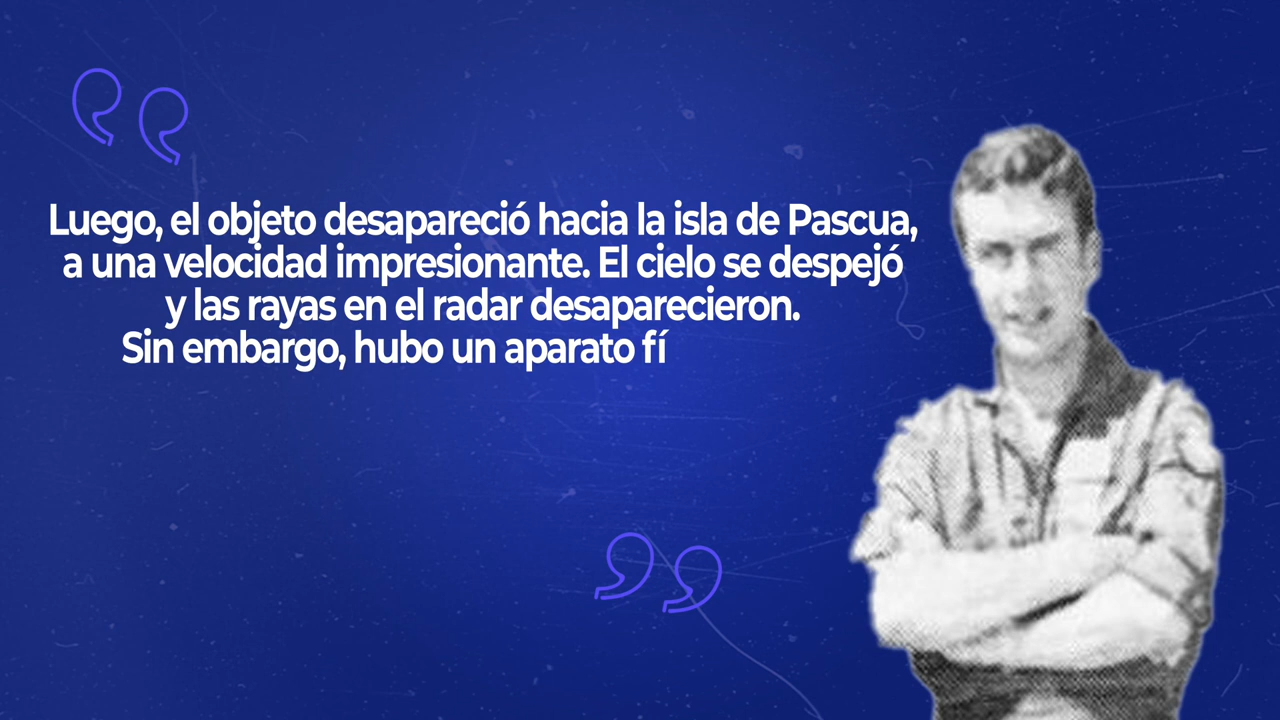 Luego, el objeto desapareció hacia la isla de Pascua,
a una velocidad impresionante. El cielo se despejó
y las rayas en el radar desaparecieron.
Sin embargo, hubo un aparato fí